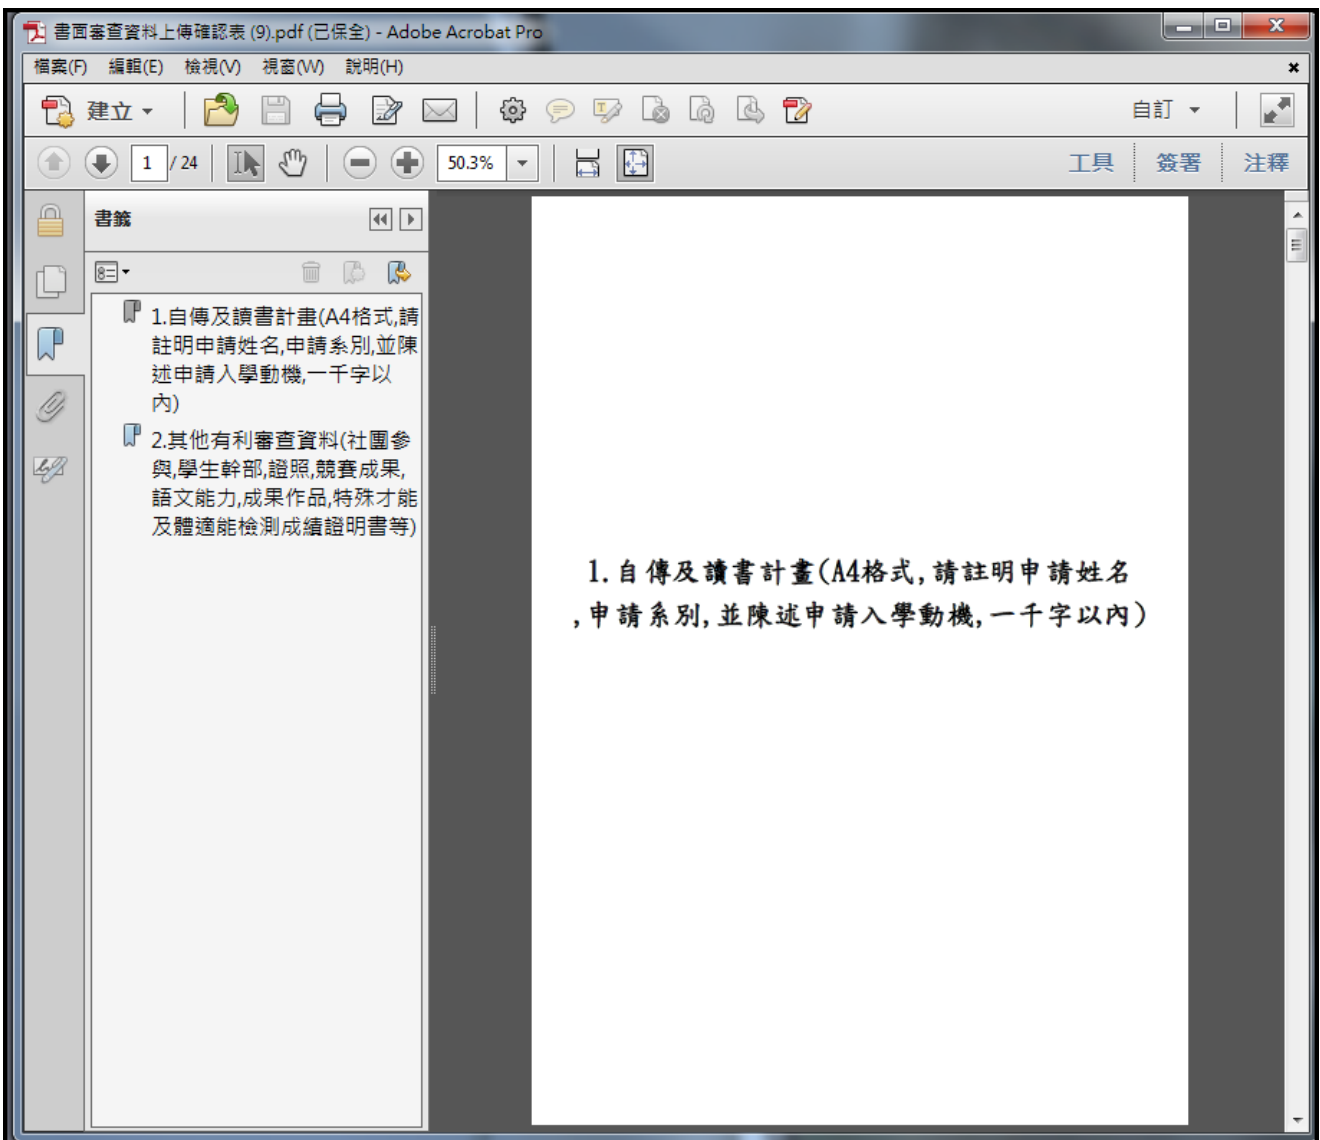 書面審查資料上傳確認表 (9).pdf (已保全) - Adobe Acrobat Pro
檔案(F) 編輯(E) 檢視(V) 視窗(W) 說明(H)
建立 自訂
1 / 24 50.3% 工具 簽署 注釋
書籤
1.自傳及讀書計畫(A4格式,請
註明申請姓名,申請系別,並陳
述申請入學動機,一千字以
內)
2.其他有利審查資料(社團參
與,學生幹部,證照,競賽成果,
語文能力,成果作品,特殊才能
及體適能檢測成績證明書等)
1.自傳及讀書計畫(A4格式,請註明申請姓名
,申請系別,並陳述申請入學動機,一千字以內)